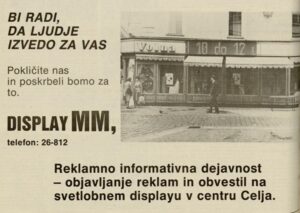 BI RADI,
DA LJUDJE
IZVEDO ZA VAS
Pokličite nas
in poskrbeli bomo za
to.
DISPLAY MM,
telefon: 26-812
Volna
10 do 12
Reklamno informativna dejavnost
– objavljanje reklam in obvestil na
svetlobnem displayu v centru Celja.